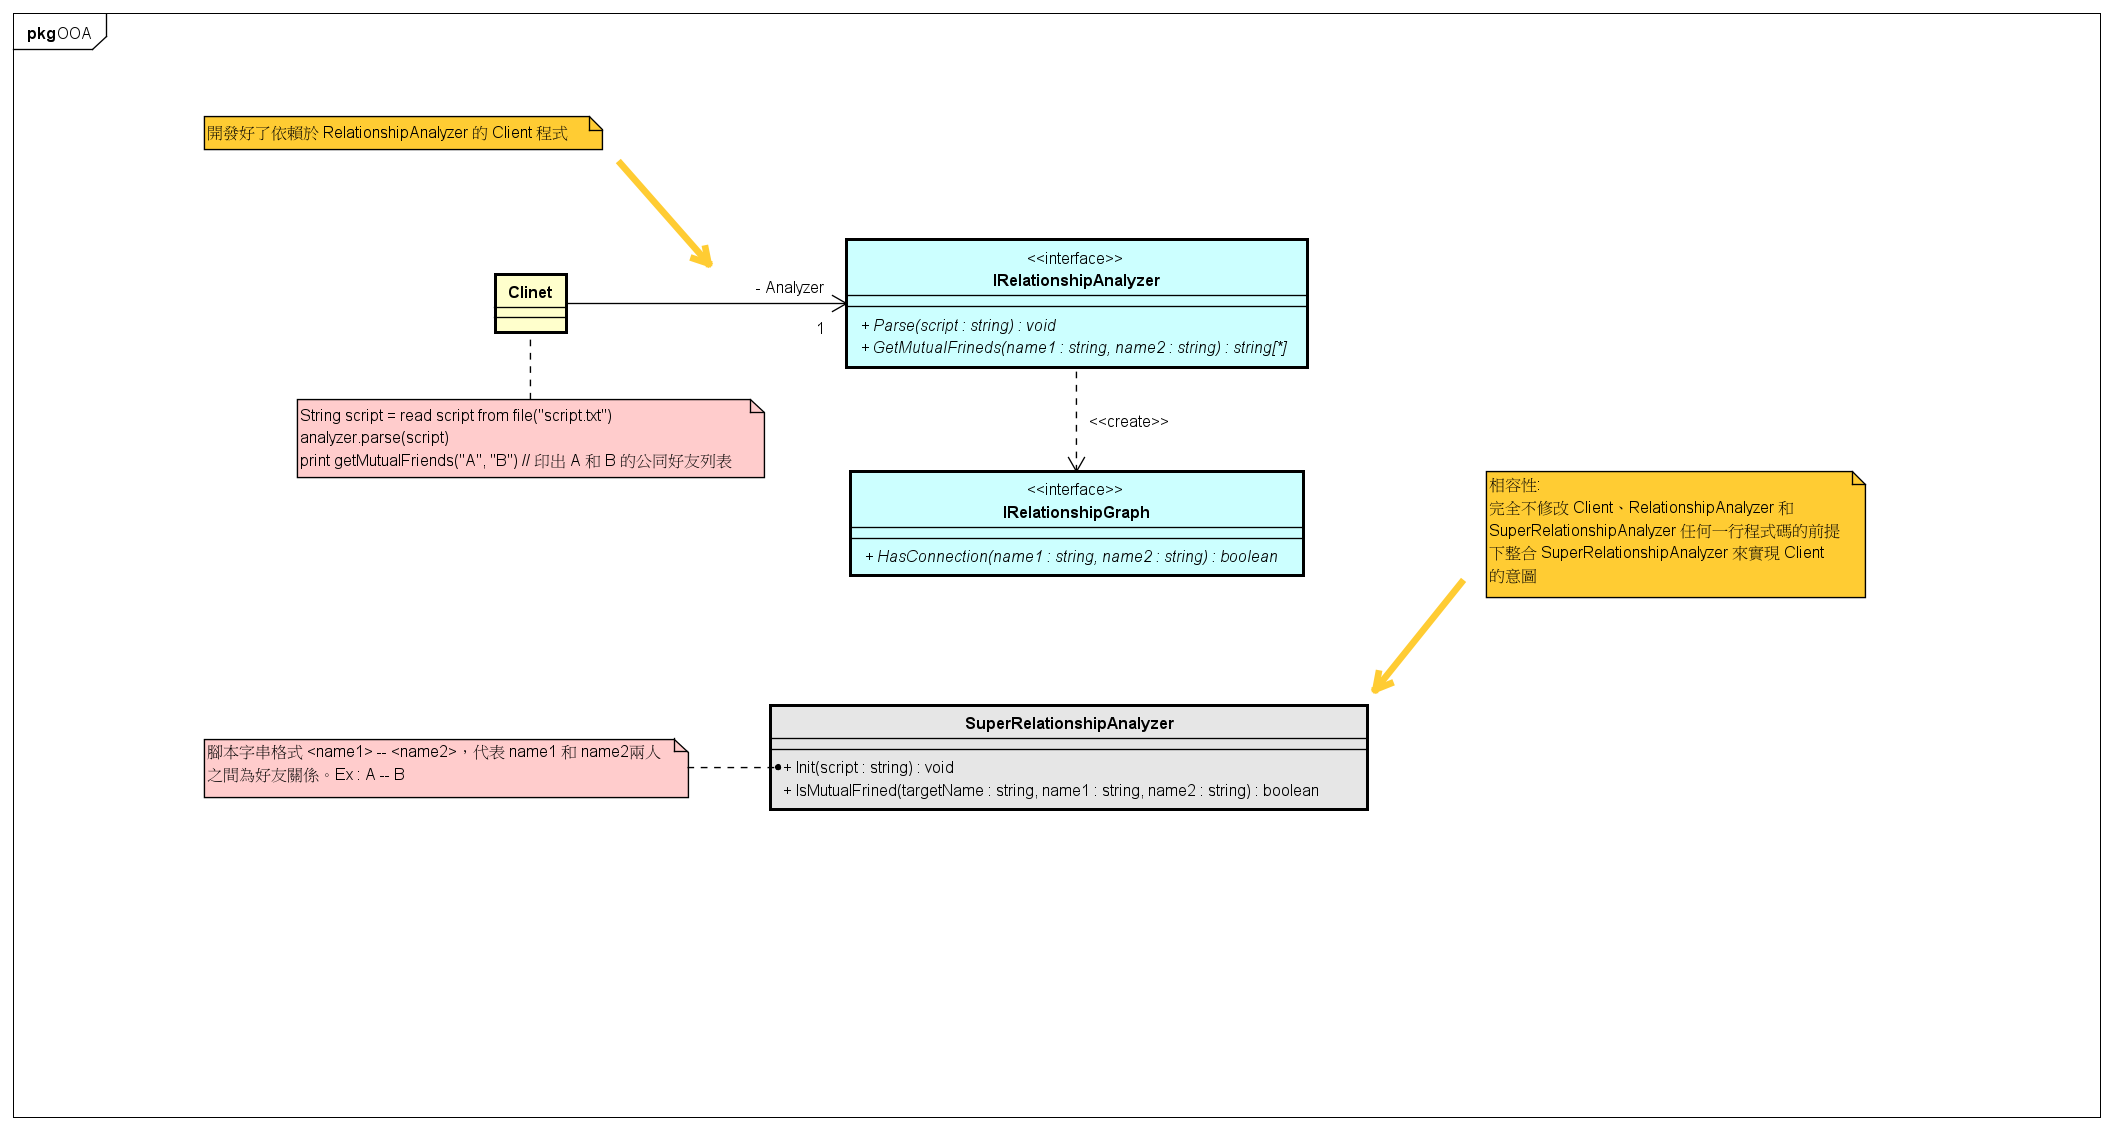 pkg OOA
開發好了依賴於 RelationshipAnalyzer 的 Client 程式
<<interface>>
IRelationshipAnalyzer
+ Parse(script : string) : void
+ GetMutualFrineds(name1 : string, name2 : string) : string[*]
Clinet
- Analyzer
1
String script = read script from file("script.txt")
analyzer.parse(script)
print getMutualFriends("A", "B") // 印出 A 和 B 的公同好友列表
<<create>>
<<interface>>
IRelationshipGraph
+ HasConnection(name1 : string, name2 : string) : boolean
相容性:
完全不修改 Client、RelationshipAnalyzer 和
SuperRelationshipAnalyzer 任何一行程式碼的前提
下整合 SuperRelationshipAnalyzer 來實現 Client
的意圖
SuperRelationshipAnalyzer
+ Init(script : string) : void
+ IsMutualFrined(targetName : string, name1 : string, name2 : string) : boolean
腳本字串格式 <name1> -- <name2>，代表 name1 和 name2兩人
之間為好友關係。Ex : A -- B